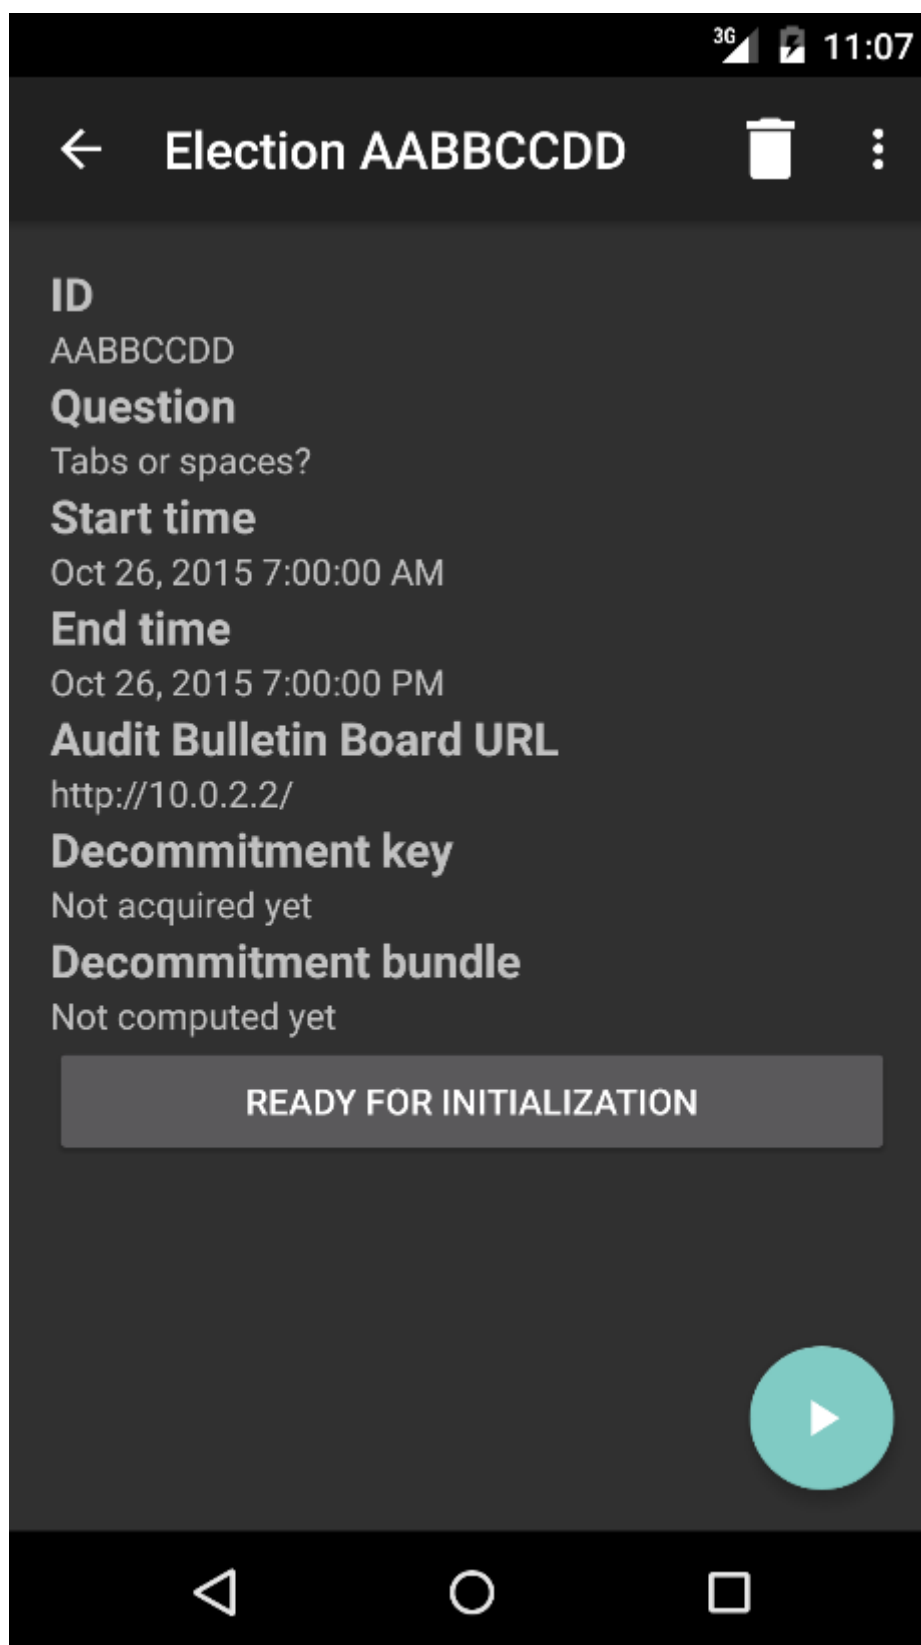 3G 11:07
Election AABBCCDD
ID
AABBCCDD
Question
Tabs or spaces?
Start time
Oct 26, 2015 7:00:00 AM
End time
Oct 26, 2015 7:00:00 PM
Audit Bulletin Board URL
http://10.0.2.2/
Decommitment key
Not acquired yet
Decommitment bundle
Not computed yet
READY FOR INITIALIZATION